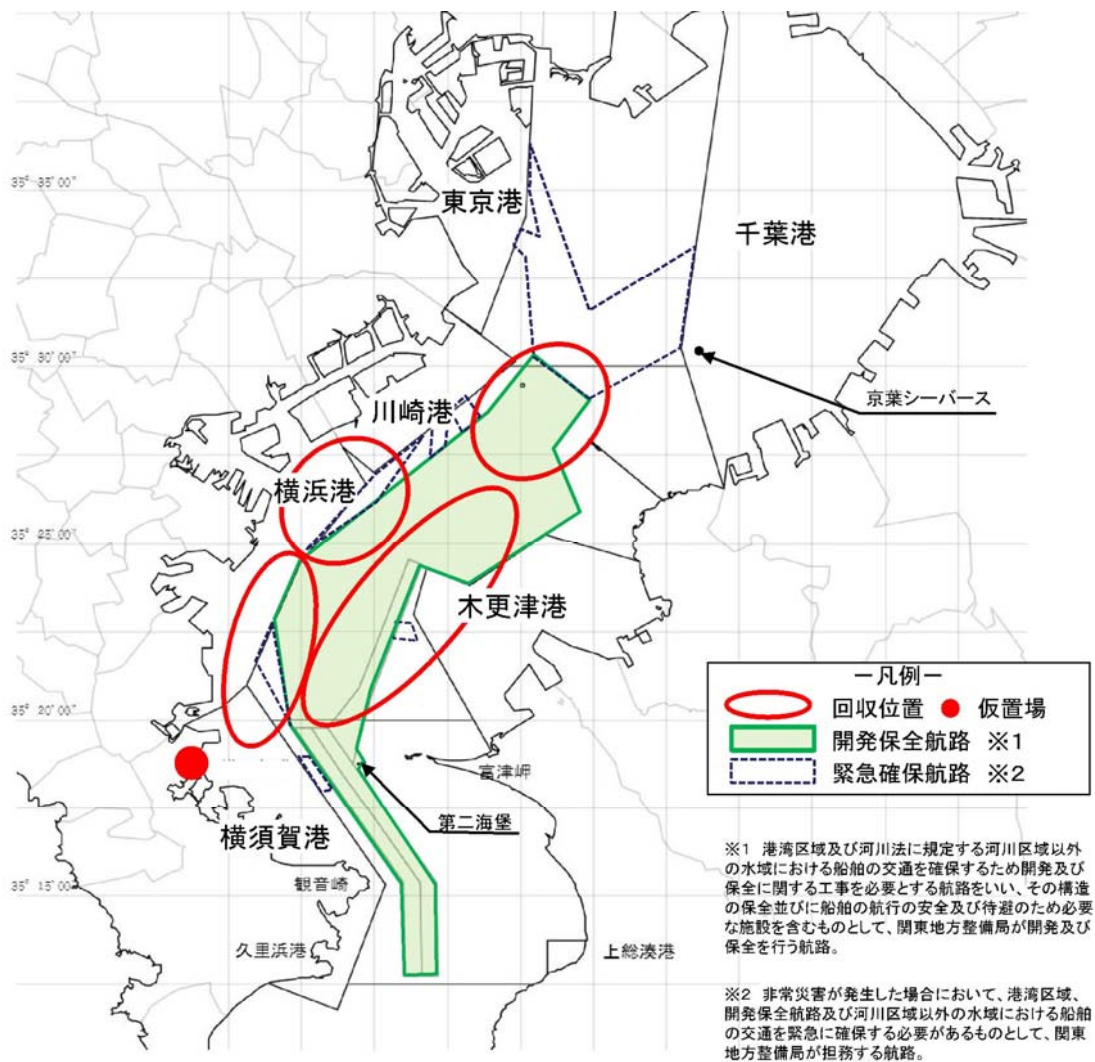 35° 35′ 00″
東京港
千葉港
35° 30′ 00″
京葉シーバース
川崎港
横浜港
35° 25′ 00″
木更津港
－凡例－
回収位置 仮置場
開発保全航路 ※1
緊急確保航路 ※2
35° 20′ 00″
富津岬
第二海堡
横須賀港
35° 15′ 00″
観音崎
久里浜港
上総湊港
※1 港湾区域及び河川法に規定する河川区域以外
の水域における船舶の交通を確保するため開発及び
保全に関する工事を必要とする航路をいい、その構造
の保全並びに船舶の航行の安全及び待避のため必要
な施設を含むものとして、関東地方整備局が開発及び
保全を行う航路。
※2 非常災害が発生した場合において、港湾区域、
開発保全航路及び河川区域以外の水域における船舶
の交通を緊急に確保する必要があるものとして、関東
地方整備局が担務する航路。